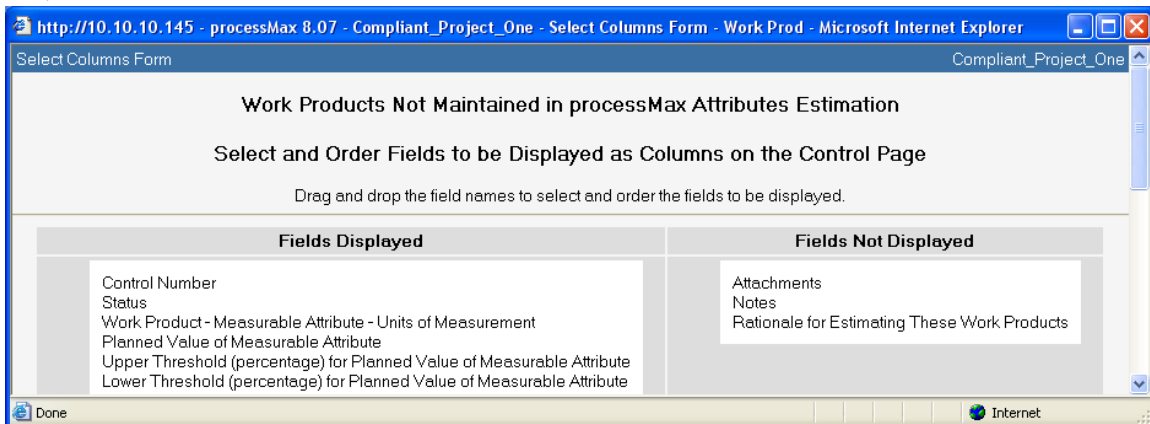 http://10.10.10.145 - processMax 8.07 - Compliant_Project_One - Select Columns Form - Work Prod - Microsoft Internet Explorer
Select Columns Form Compliant_Project_One
Work Products Not Maintained in processMax Attributes Estimation
Select and Order Fields to be Displayed as Columns on the Control Page
Drag and drop the field names to select and order the fields to be displayed.
Fields Displayed
Control Number
Status
Work Product - Measurable Attribute - Units of Measurement
Planned Value of Measurable Attribute
Upper Threshold (percentage) for Planned Value of Measurable Attribute
Lower Threshold (percentage) for Planned Value of Measurable Attribute
Fields Not Displayed
Attachments
Notes
Rationale for Estimating These Work Products
Done Internet